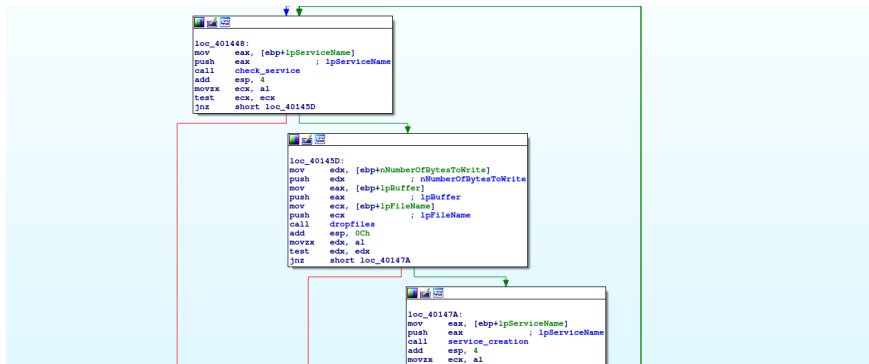 loc_401448:
mov eax, [ebp+lpServiceName]
push eax ; lpServiceName
call check_service
add esp, 4
movzx ecx, al
test ecx, ecx
jnz short loc_40145D
loc_40145D:
mov edx, [ebp+nNumberOfBytesToWrite]
push edx ; nNumberOfBytesToWrite
mov eax, [ebp+lpBuffer]
push eax ; lpBuffer
mov ecx, [ebp+lpFileName]
push ecx ; lpFileName
call dropfiles
add esp, 0Ch
movzx edx, al
test edx, edx
jnz short loc_40147A
loc_40147A:
mov eax, [ebp+lpServiceName]
push eax ; lpServiceName
call service_creation
add esp, 4
movzx ecx, al